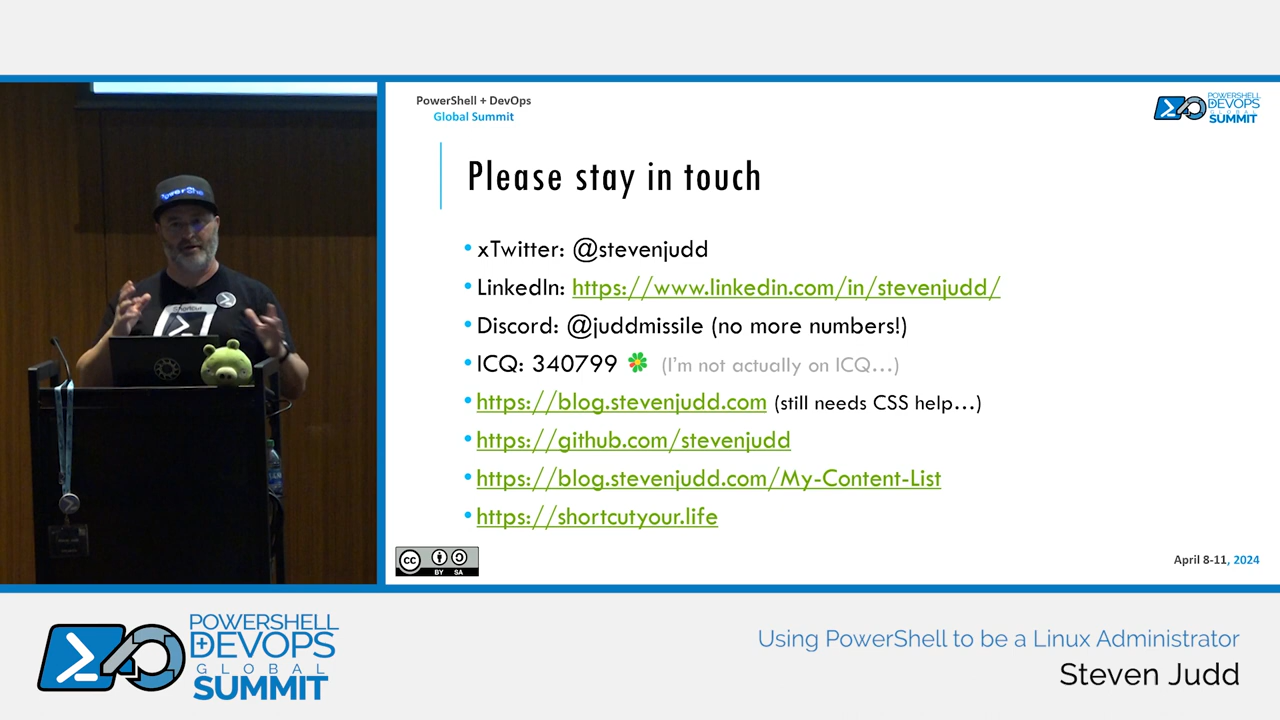 PowerShell + DevOps
Global Summit
POWERSHELL
+DEVOPS
GLOBAL
SUMMIT
Please stay in touch
• xTwitter: @stevenjudd
• LinkedIn: https://www.linkedin.com/in/stevenjudd/
• Discord: @juddmissile (no more numbers!)
• ICQ: 340799 (I'm not actually on ICQ...)
• https://blog.stevenjudd.com (still needs CSS help...)
• https://github.com/stevenjudd
• https://blog.stevenjudd.com/My-Content-List
• https://shortcutyour.life
cc BY SA
April 8-11, 2024
Shortcut
POWERSHELL
+DEVOPS
GLOBAL
SUMMIT
Using PowerShell to be a Linux Administrator
Steven Judd